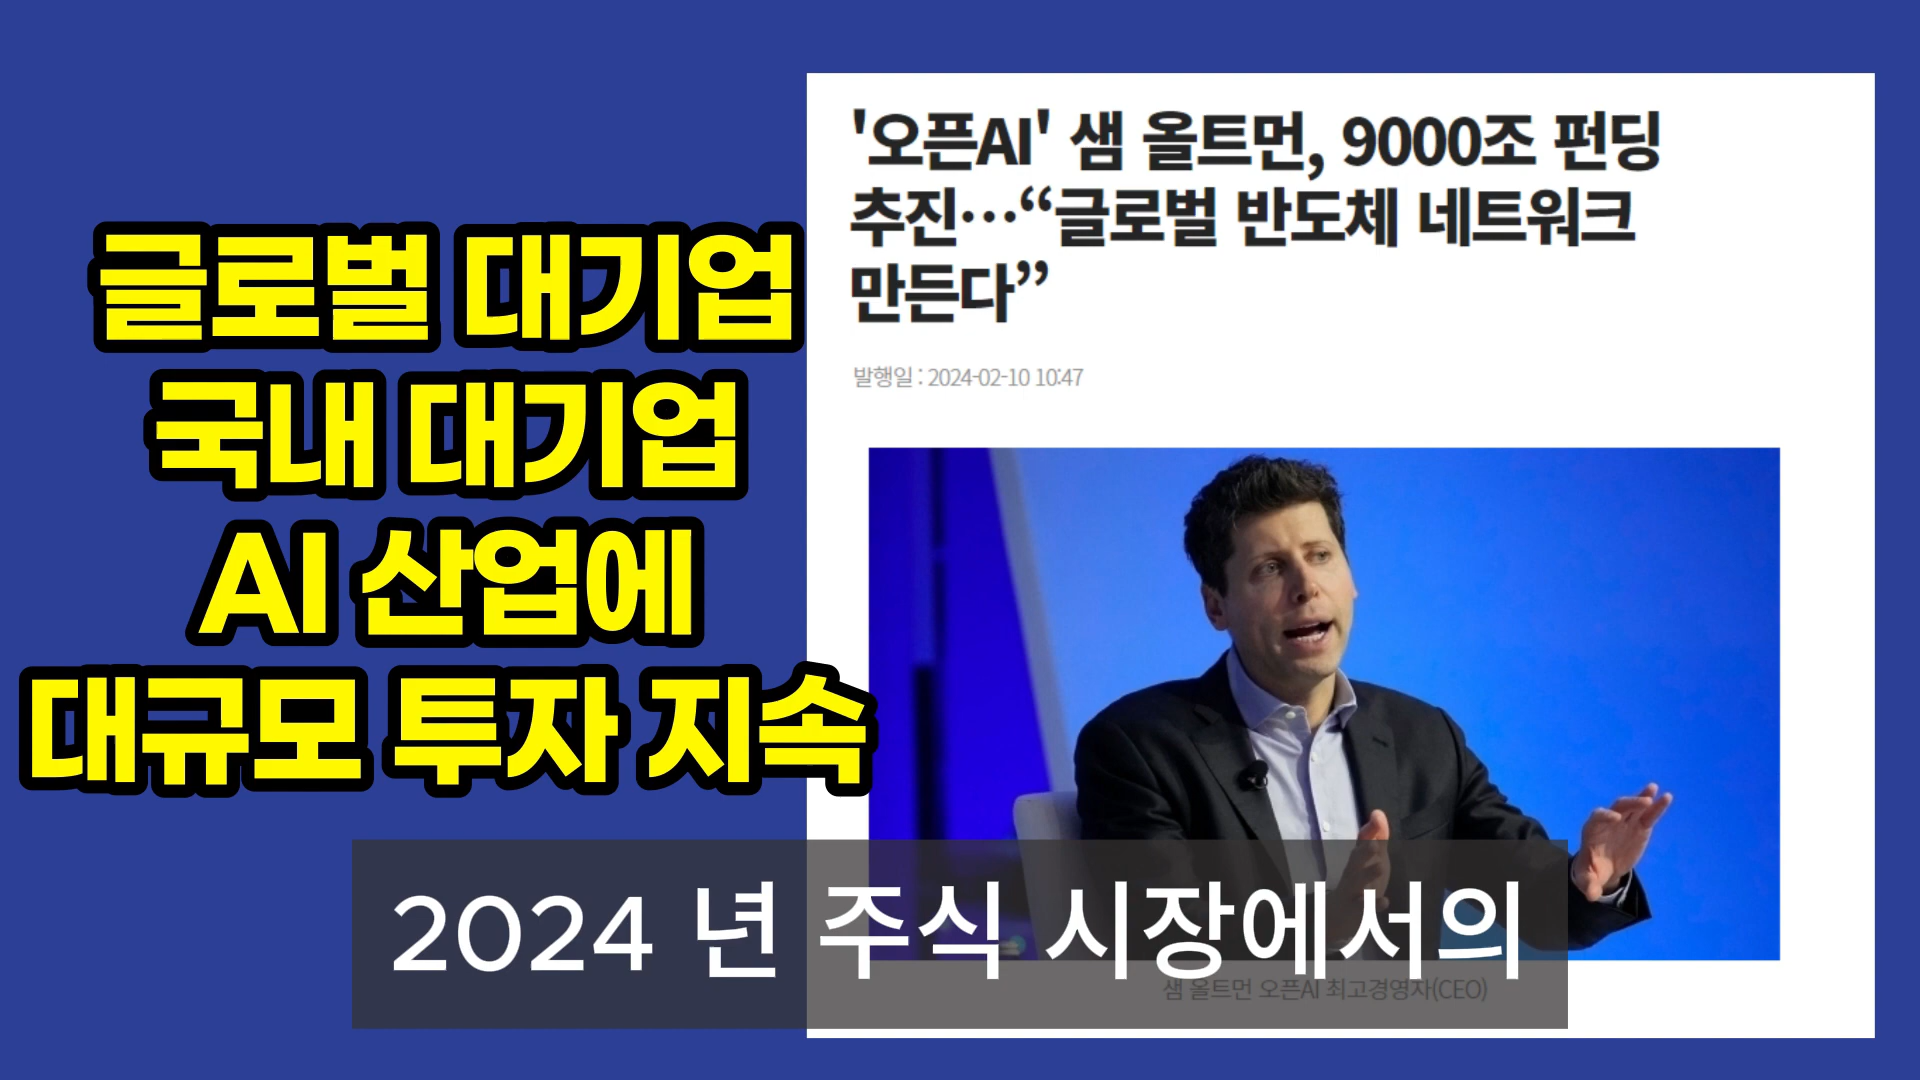 글로벌 대기업
국내 대기업
AI 산업에
대규모 투자 지속
'오픈AI' 샘 올트먼, 9000조 펀딩
추진…“글로벌 반도체 네트워크
만든다”
발행일 : 2024-02-10 10:47
샘 올트먼 오픈AI 최고경영자(CEO)
2024 년 주식 시장에서의